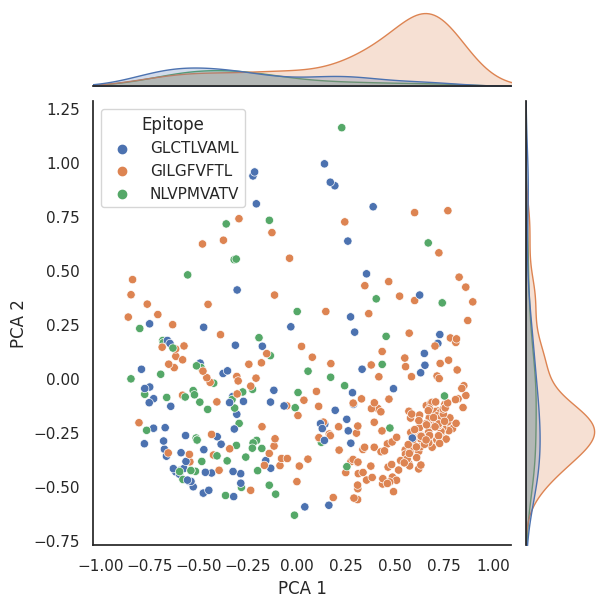 Epitope
GLCTLVAML
GILGFVFTL
NLVPMVATV
1.25
1.00
0.75
0.50
0.25
0.00
−0.25
−0.50
−0.75
PCA 2
−1.00 −0.75 −0.50 −0.25 0.00 0.25 0.50 0.75 1.00
PCA 1